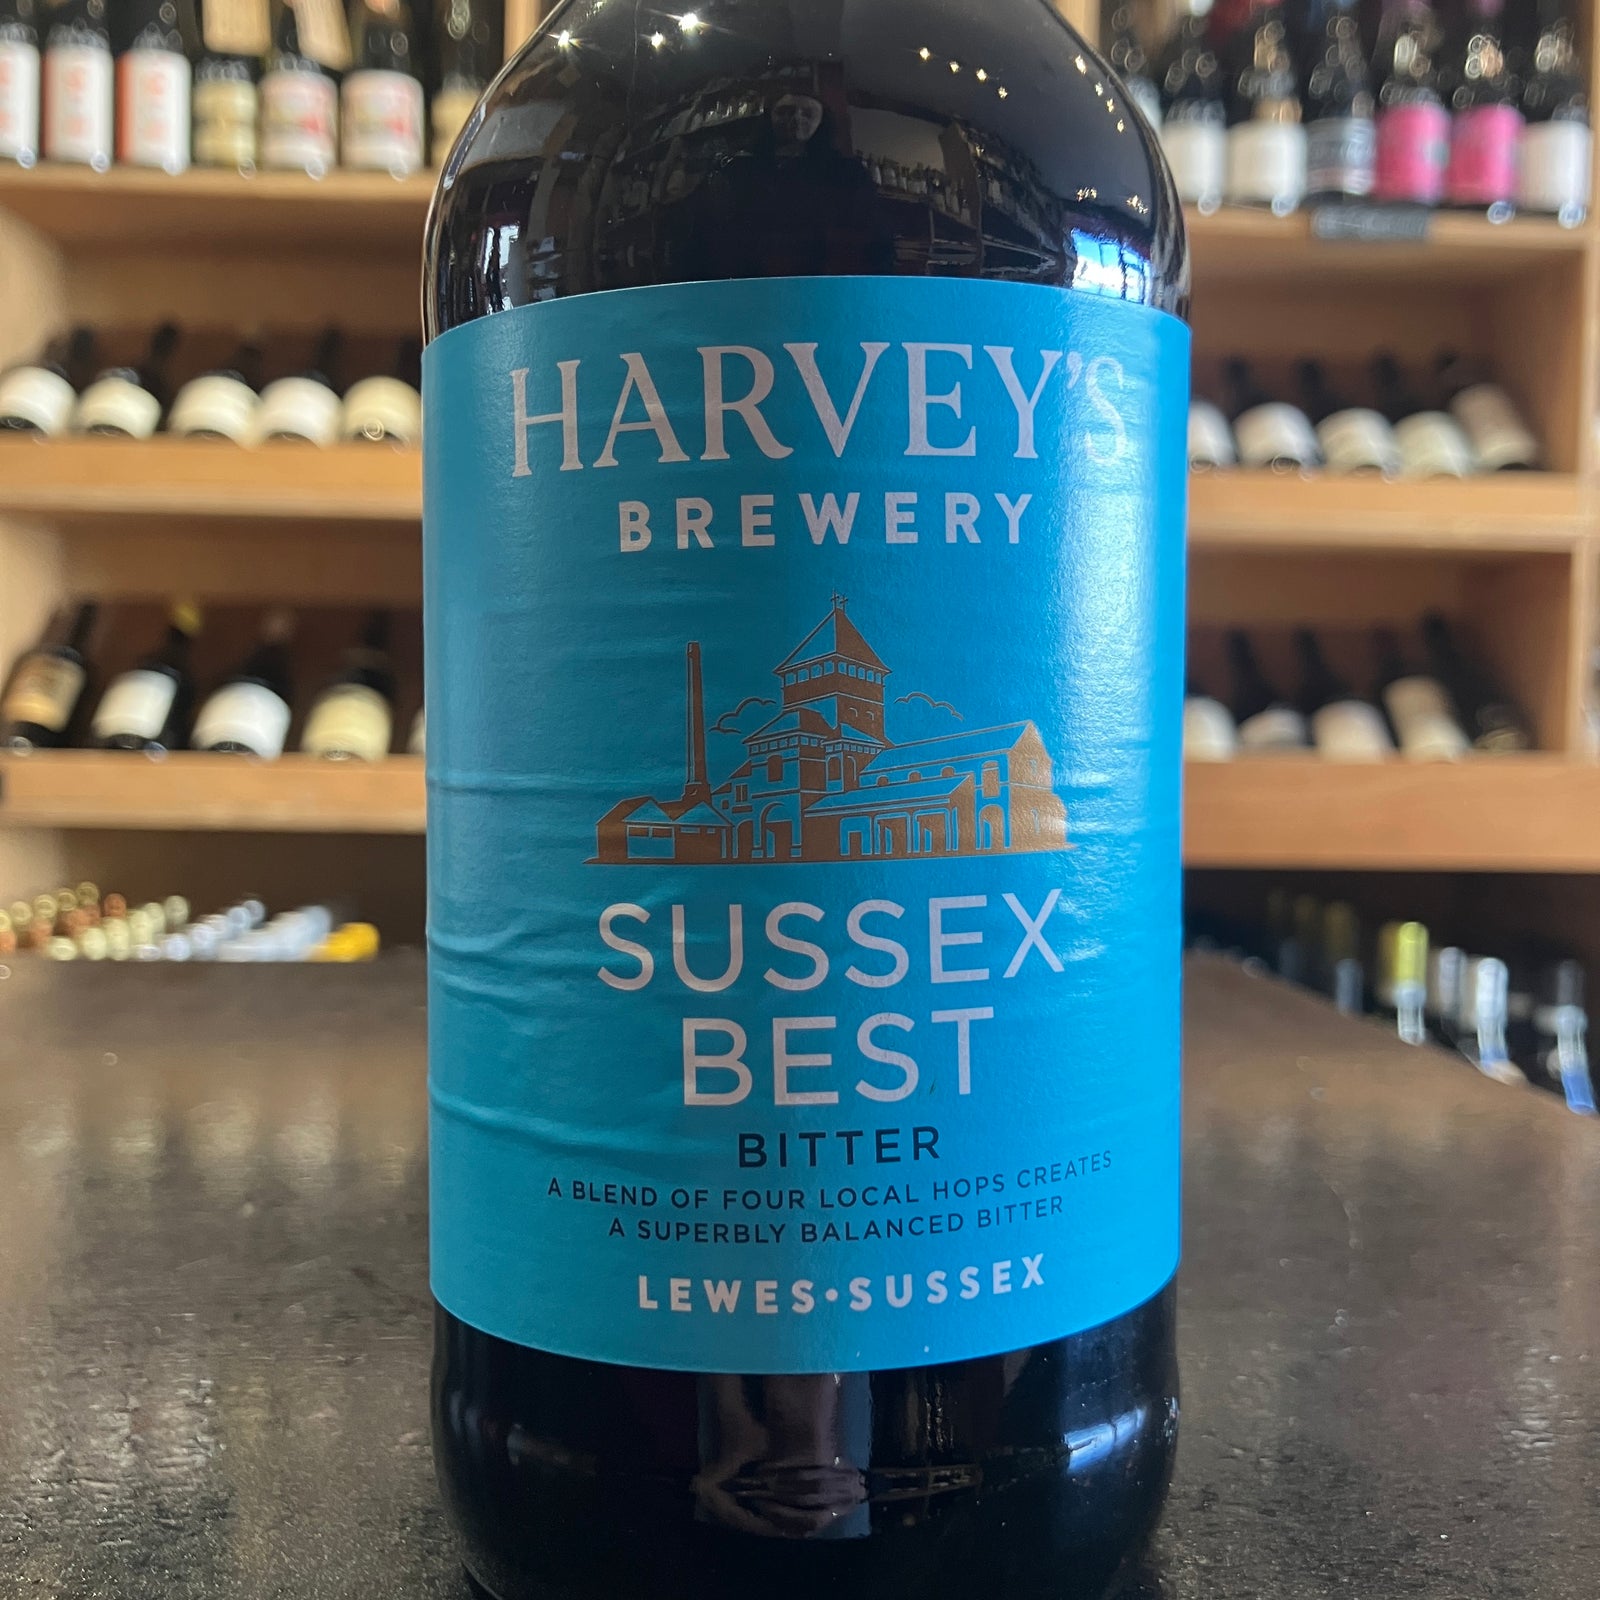 HARVEY'S
BREWERY
SUSSEX
BEST
BITTER
A BLEND OF FOUR LOCAL HOPS CREATES
A SUPERBLY BALANCED BITTER
LEWES•SUSSEX